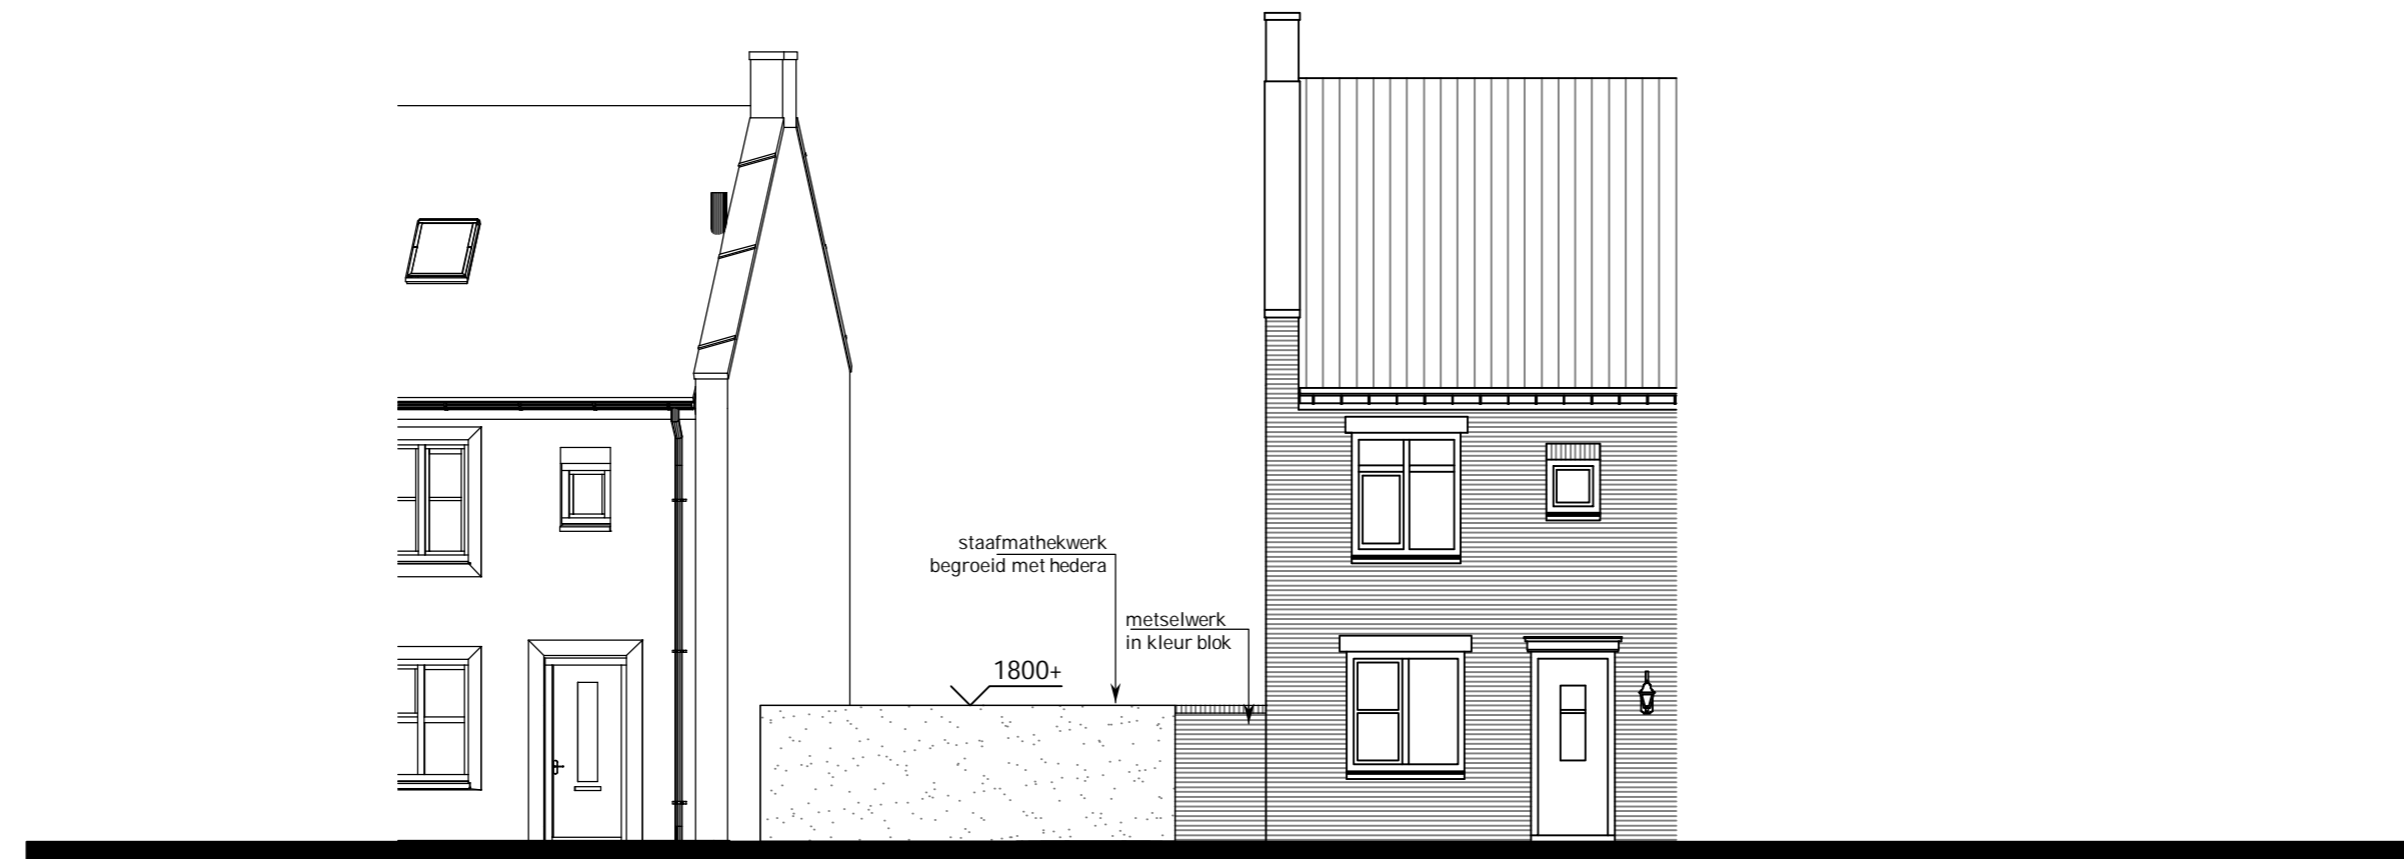 staafmathekwerk
begroeid met hedera
metselwerk
in kleur blok
1800+